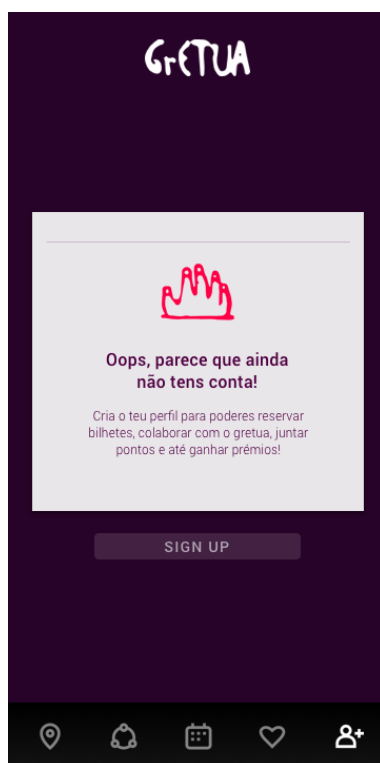 GrETUA
Oops, parece que ainda
não tens conta!
Cria o teu perfil para poderes reservar
bilhetes, colaborar com o gretua, juntar
pontos e até ganhar prémios!
SIGN UP